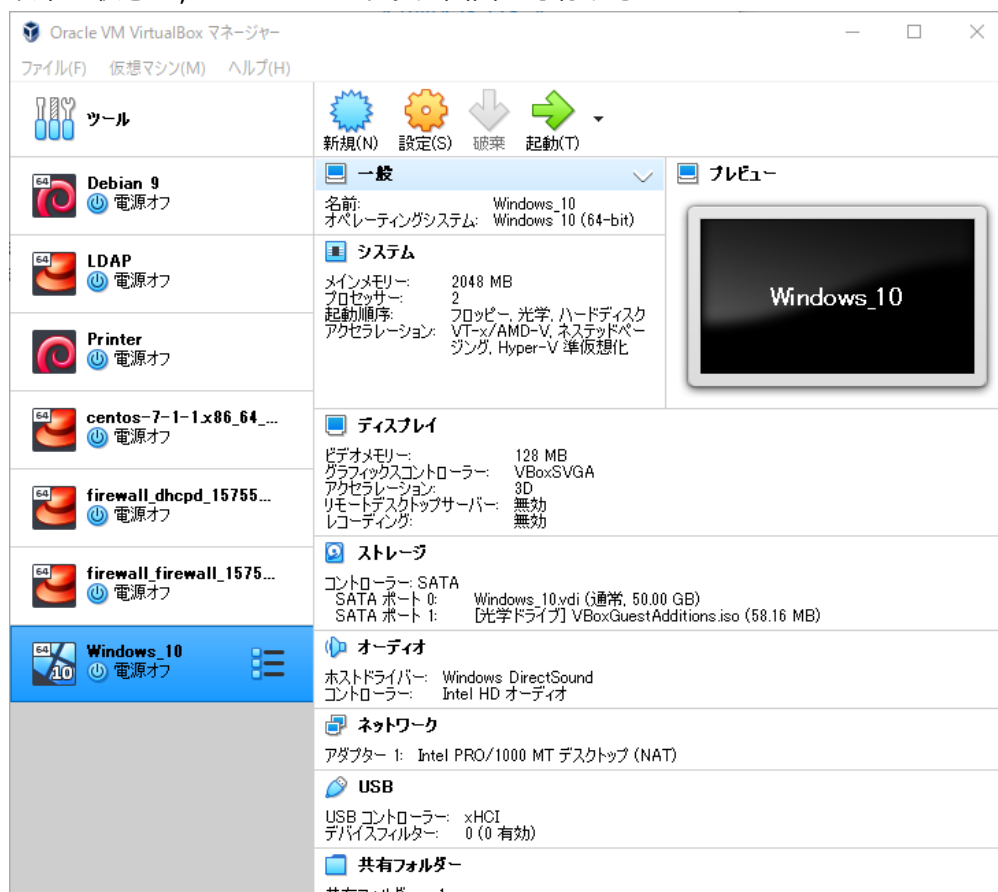 Oracle VM VirtualBox マネージャー
ファイル(F) 仮想マシン(M) ヘルプ(H)
ツール
新規(N) 設定(S) 破棄 起動(T)
64 Debian 9
電源オフ
64 LDAP
電源オフ
Printer
電源オフ
64 centos-7-1-1.x86_64_...
電源オフ
64 firewall_dhcpd_15755...
電源オフ
64 firewall_firewall_1575...
電源オフ
64 10 Windows_10
電源オフ
一般
名前: Windows_10
オペレーティングシステム: Windows 10 (64-bit)
プレビュー
Windows_10
システム
メインメモリー: 2048 MB
プロセッサー: 2
起動順序: フロッピー, 光学, ハードディスク
アクセラレーション: VT-x/AMD-V, ネステッドペー
ジング, Hyper-V 準仮想化
ディスプレイ
ビデオメモリー: 128 MB
グラフィックスコントローラー: VBoxSVGA
アクセラレーション: 3D
リモートデスクトップサーバー: 無効
レコーディング: 無効
ストレージ
コントローラー: SATA
SATA ポート 0: Windows_10.vdi (通常, 50.00 GB)
SATA ポート 1: [光学ドライブ] VBoxGuestAdditions.iso (58.16 MB)
オーディオ
ホストドライバー: Windows DirectSound
コントローラー: Intel HD オーディオ
ネットワーク
アダプター 1: Intel PRO/1000 MT デスクトップ (NAT)
USB
USB コントローラー: xHCI
デバイスフィルター: 0 (0 有効)
共有フォルダー